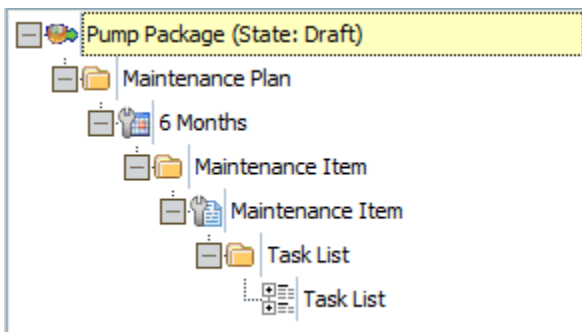 Pump Package (State: Draft)
Maintenance Plan
6 Months
Maintenance Item
Maintenance Item
Task List
Task List